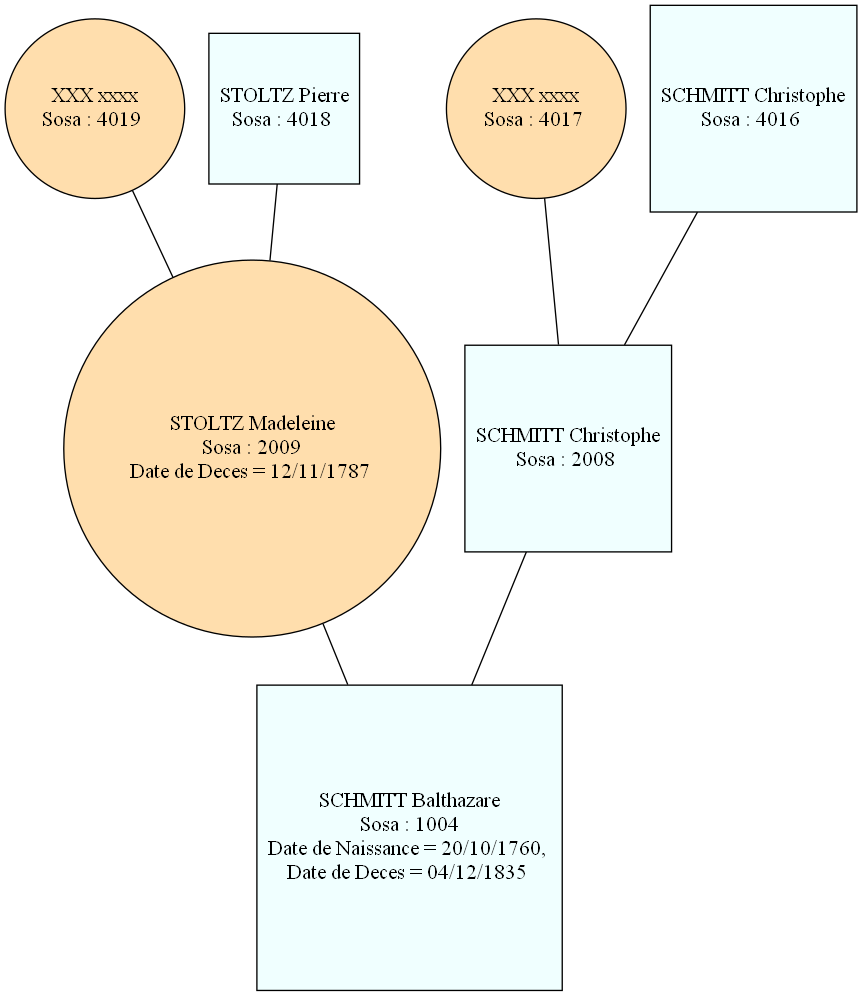 XXX xxxx
Sosa : 4019
STOLTZ Pierre
Sosa : 4018
XXX xxxx
Sosa : 4017
SCHMITT Christophe
Sosa : 4016
STOLTZ Madeleine
Sosa : 2009
Date de Deces = 12/11/1787
SCHMITT Christophe
Sosa : 2008
SCHMITT Balthazare
Sosa : 1004
Date de Naissance = 20/10/1760,
Date de Deces = 04/12/1835